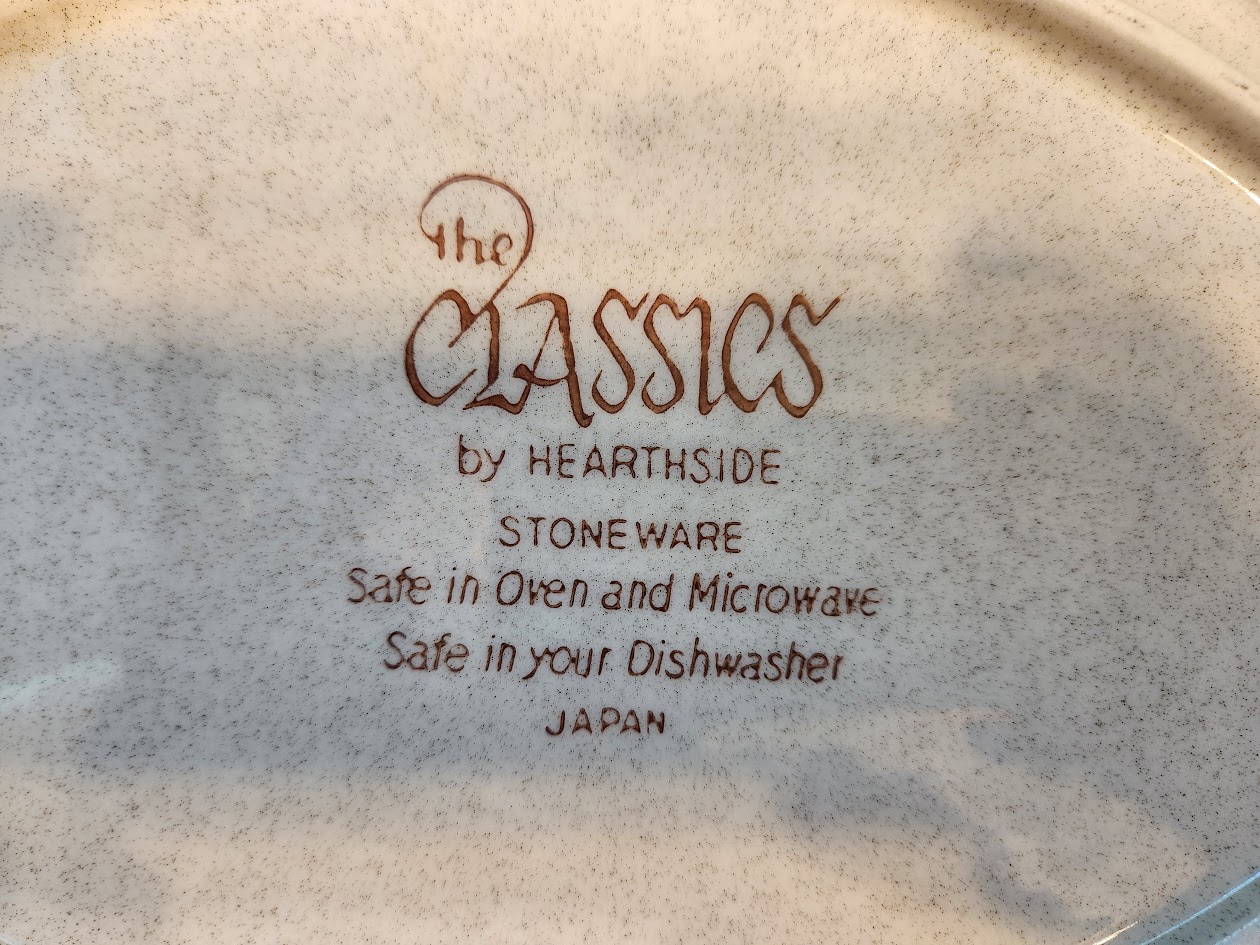 the
CLASSICS
by HEARTHSIDE
STONEWARE
Safe in Oven and Microwave
Safe in your Dishwasher
JAPAN